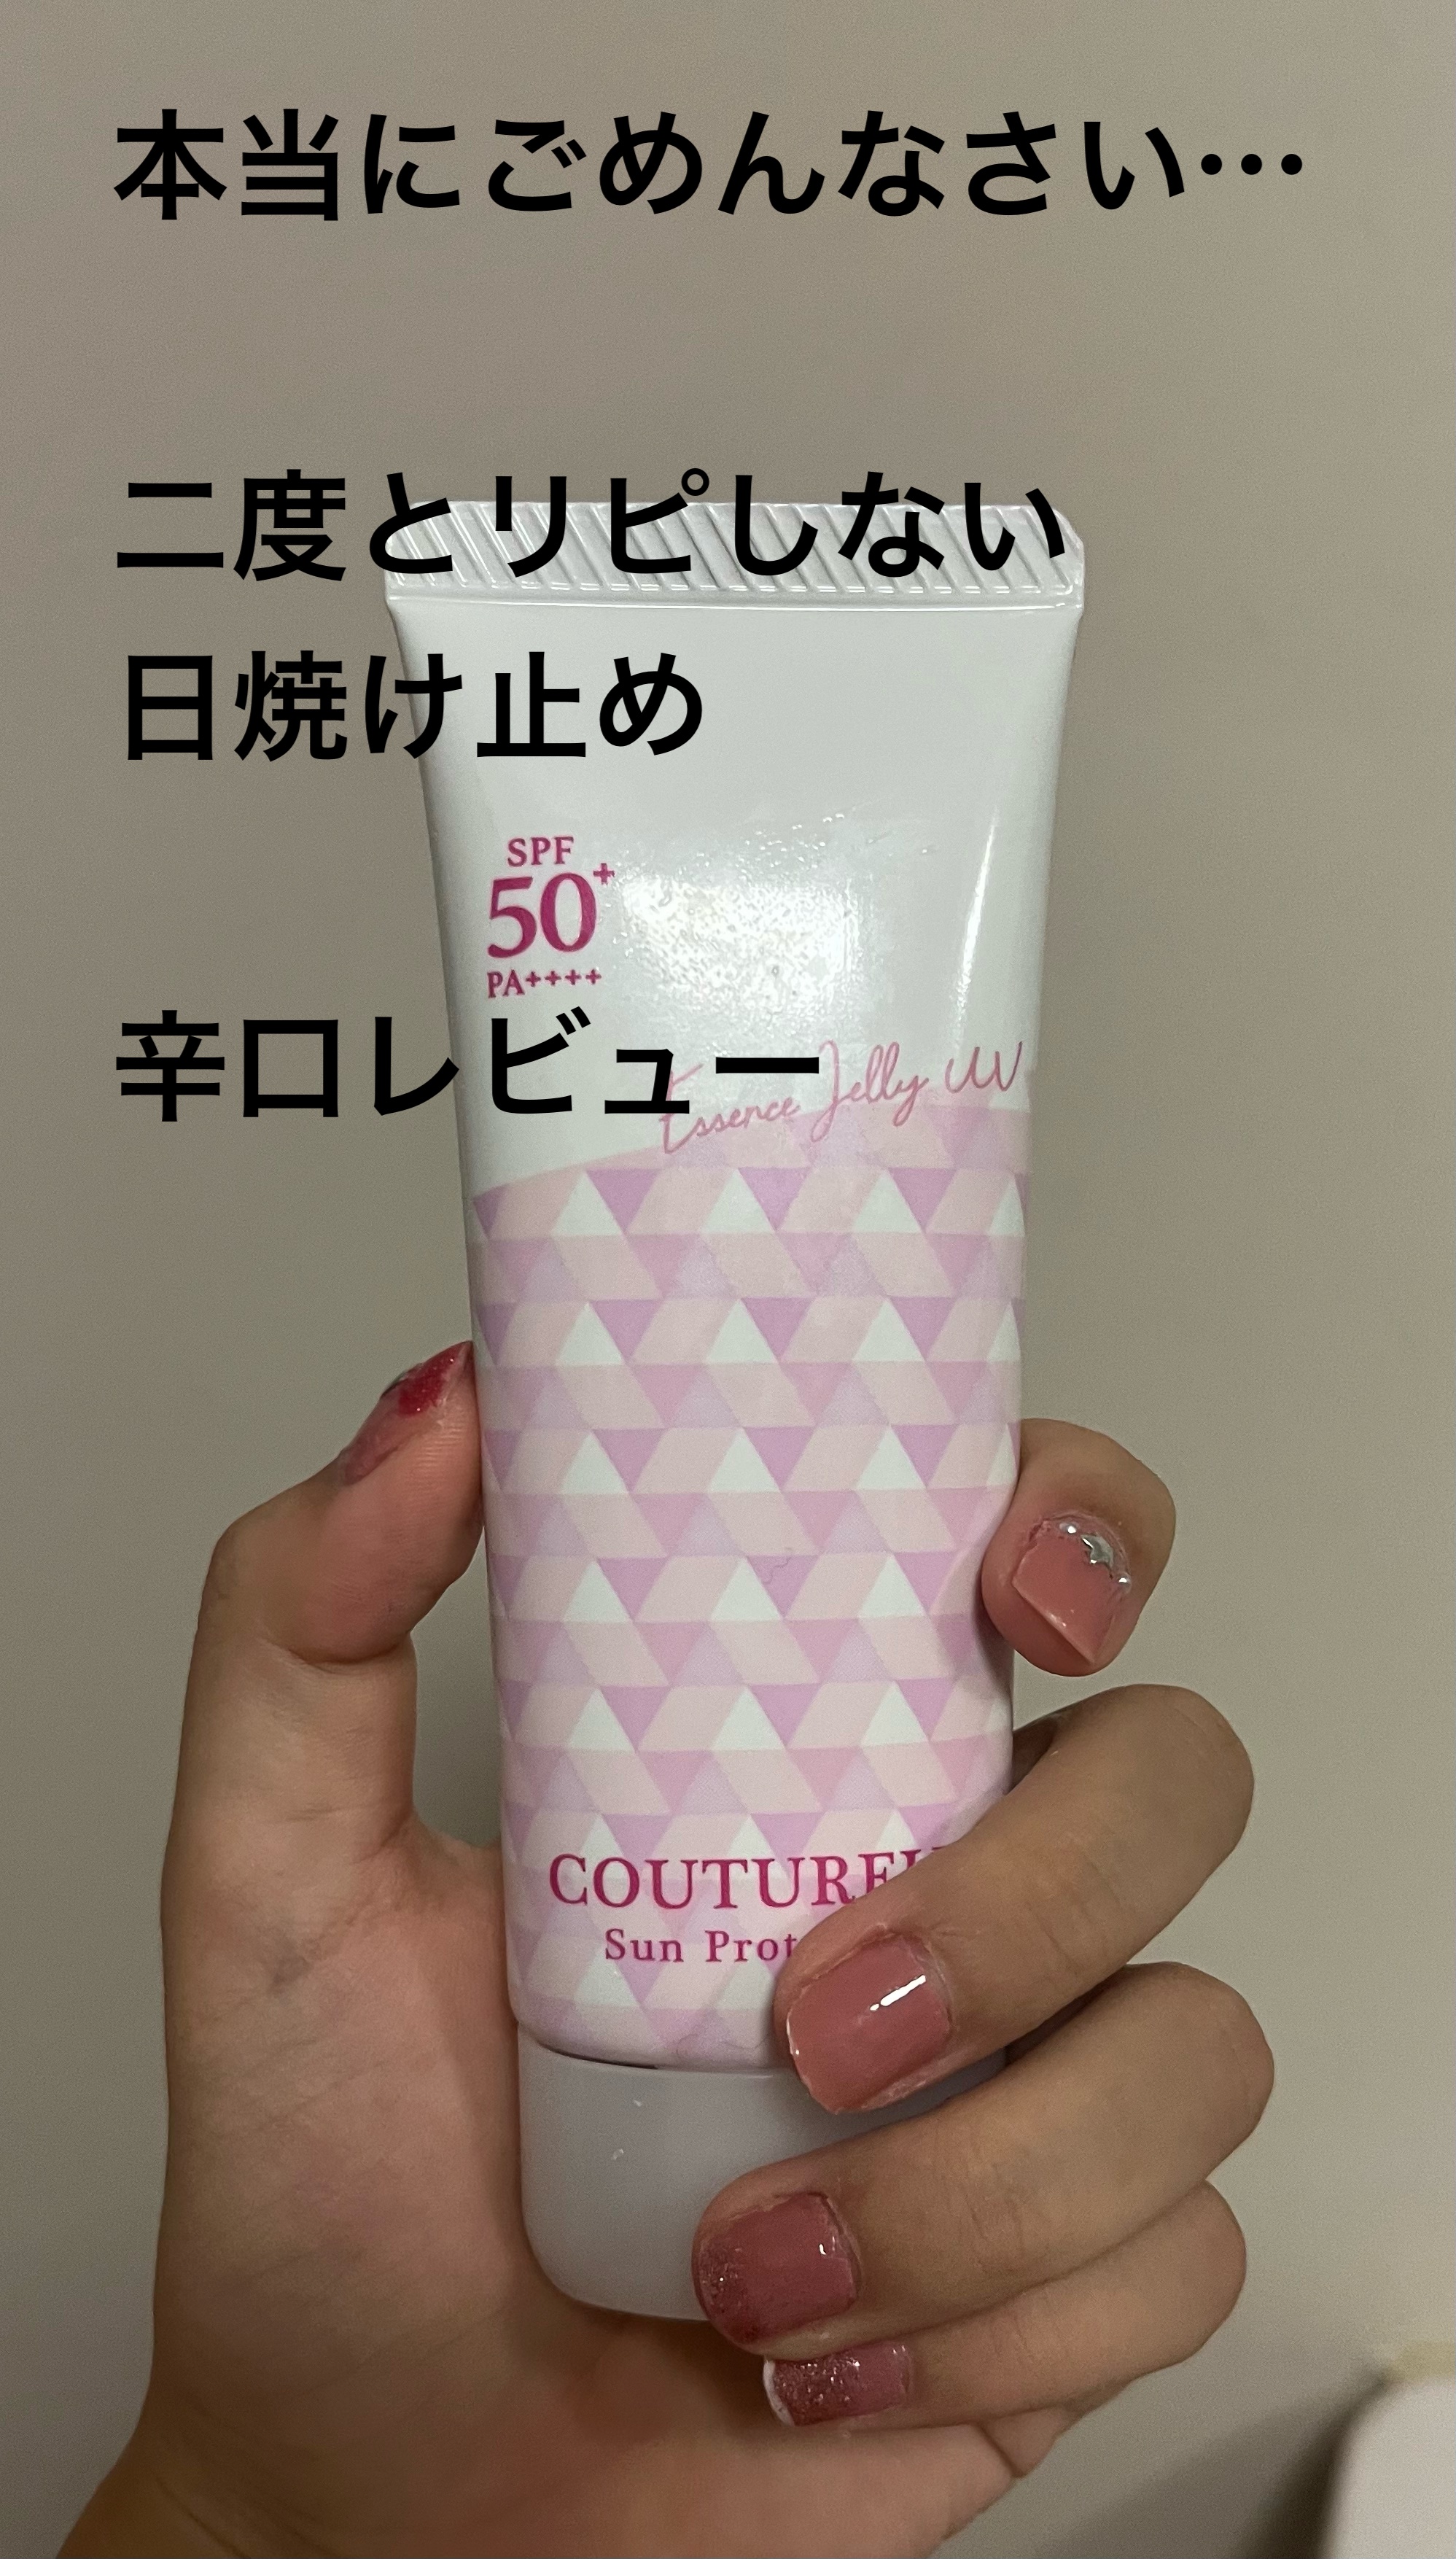 本当にごめんなさい…
二度とリピしない
日焼け止め
SPF
50+
PA++++
辛口レビュー
Essence Jelly UV
COUTURE
Sun